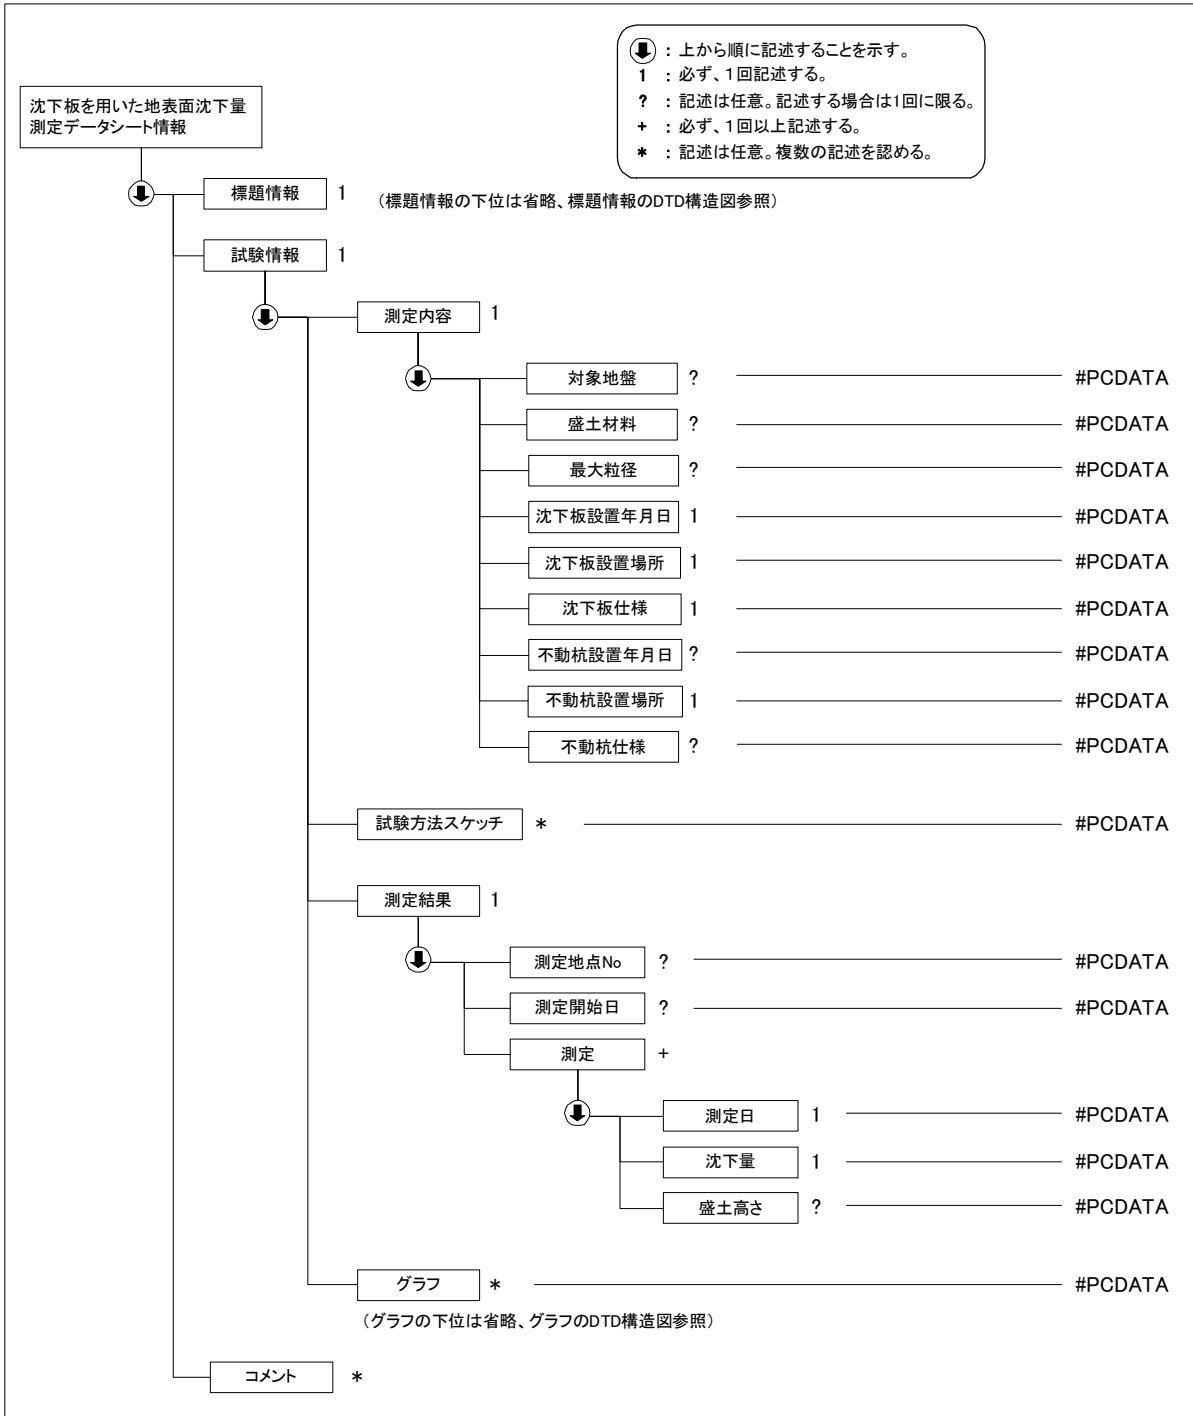 ：上から順に記述することを示す。
1：必ず、1回記述する。
?：記述は任意。記述する場合は1回に限る。
+：必ず、1回以上記述する。
*：記述は任意。複数の記述を認める。
沈下板を用いた地表面沈下量
測定データシート情報
標題情報 1 （標題情報の下位は省略、標題情報のDTD構造図参照）
試験情報 1
測定内容 1
対象地盤 ? #PCDATA
盛土材料 ? #PCDATA
最大粒径 ? #PCDATA
沈下板設置年月日 1 #PCDATA
沈下板設置場所 1 #PCDATA
沈下板仕様 1 #PCDATA
不動杭設置年月日 ? #PCDATA
不動杭設置場所 1 #PCDATA
不動杭仕様 ? #PCDATA
試験方法スケッチ * #PCDATA
測定結果 1
測定地点No ? #PCDATA
測定開始日 ? #PCDATA
測定 +
測定日 1 #PCDATA
沈下量 1 #PCDATA
盛土高さ ? #PCDATA
グラフ * #PCDATA
（グラフの下位は省略、グラフのDTD構造図参照）
コメント *